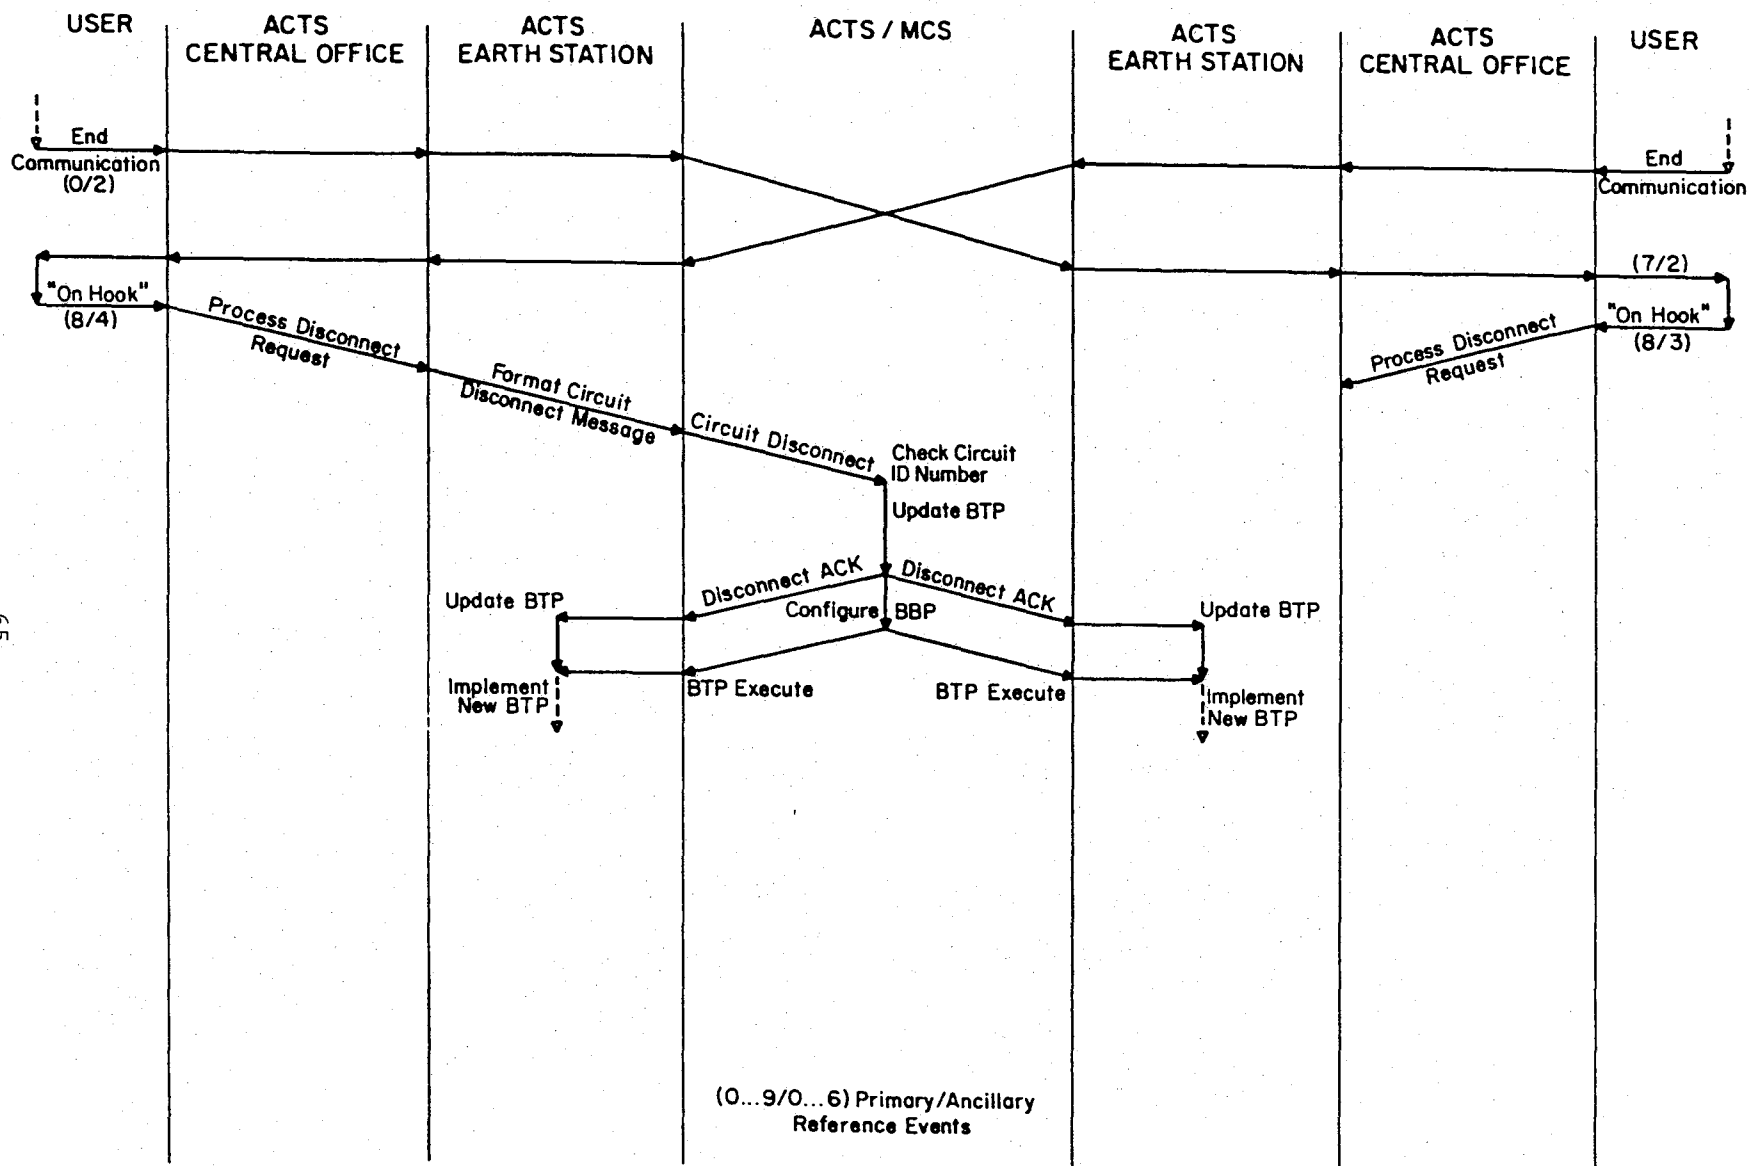 USER
ACTS
CENTRAL OFFICE
ACTS
EARTH STATION
ACTS / MCS
ACTS
EARTH STATION
ACTS
CENTRAL OFFICE
USER
End
Communication
(0/2)
End
Communication
(7/2)
"On Hook"
(8/4)
"On Hook"
(8/3)
Process Disconnect
Request
Process Disconnect
Request
Format Circuit
Disconnect Message
Circuit Disconnect
Check Circuit
ID Number
Update BTP
Disconnect ACK
Disconnect ACK
Update BTP
Configure BBP
Update BTP
Implement
New BTP
BTP Execute
BTP Execute
Implement
New BTP
65
(0...9/0...6) Primary/Ancillary
Reference Events